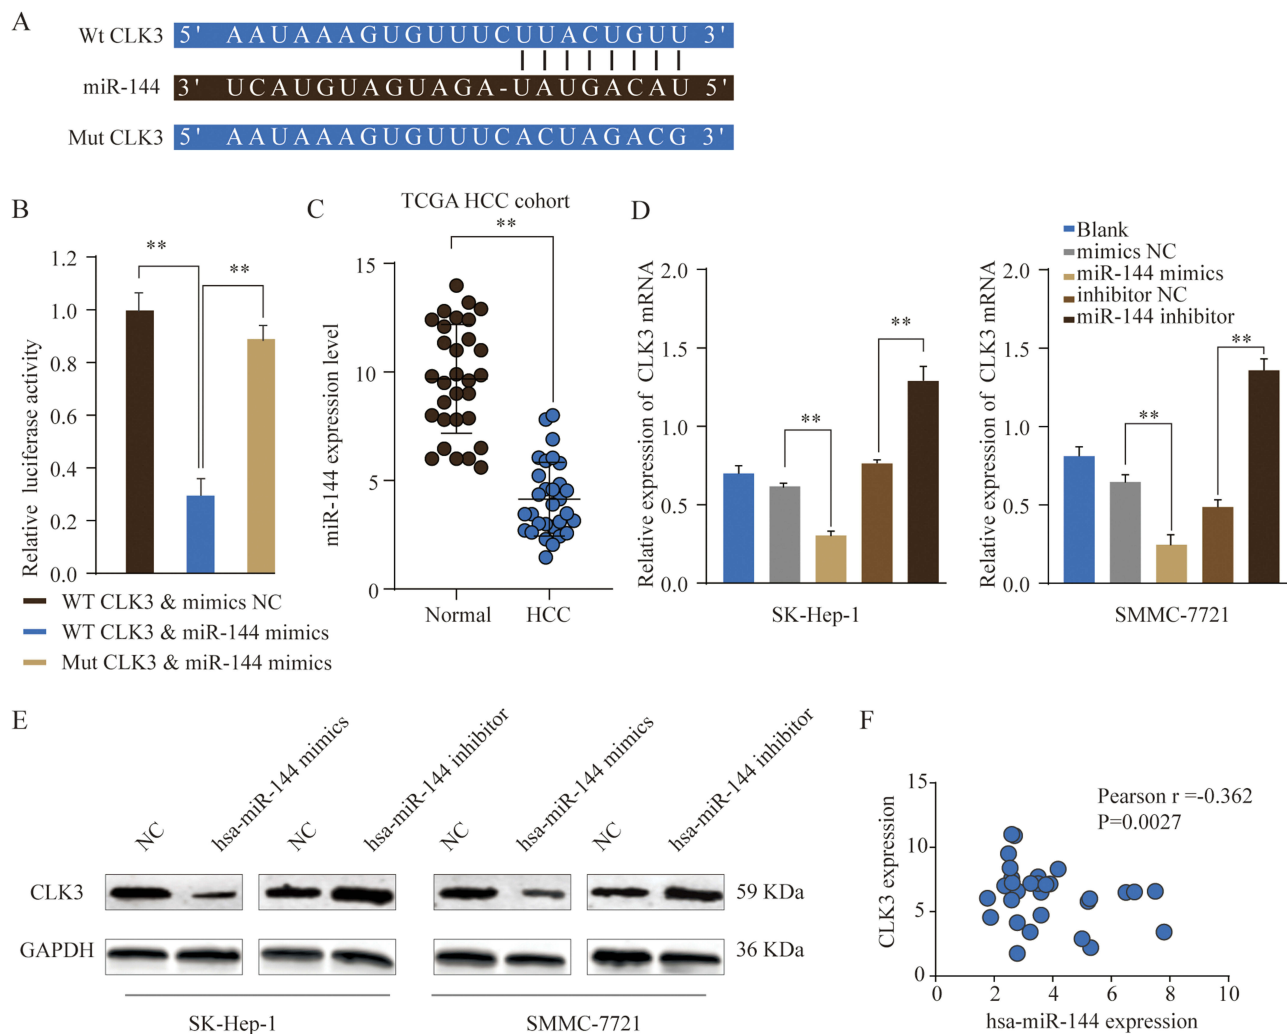 A
Wt CLK3 5' AAUAAAGUGUUUCUUACUGUU 3'
miR-144 3' UCAUGUAGUAGA-UAUGACAU 5'
Mut CLK3 5' AAUAAAGUGUUUCACUAGACG 3'
B
Relative luciferase activity
1.2
1.0
0.8
0.6
0.4
0.2
0.0
**
**
WT CLK3 & mimics NC
WT CLK3 & miR-144 mimics
Mut CLK3 & miR-144 mimics
C
TCGA HCC cohort
**
miR-144 expression level
15
10
5
0
Normal HCC
D
Relative expression of CLK3 mRNA
2.0
1.5
1.0
0.5
0.0
**
**
SK-Hep-1
Blank
mimics NC
miR-144 mimics
inhibitor NC
miR-144 inhibitor
Relative expression of CLK3 mRNA
2.0
1.5
1.0
0.5
0.0
**
**
SMMC-7721
E
NC
hsa-miR-144 mimics
NC
hsa-miR-144 inhibitor
NC
hsa-miR-144 mimics
NC
hsa-miR-144 inhibitor
CLK3 59 KDa
GAPDH 36 KDa
SK-Hep-1 SMMC-7721
F
CLK3 expression
15
10
5
0
Pearson r =-0.362
P=0.0027
0 2 4 6 8 10
hsa-miR-144 expression